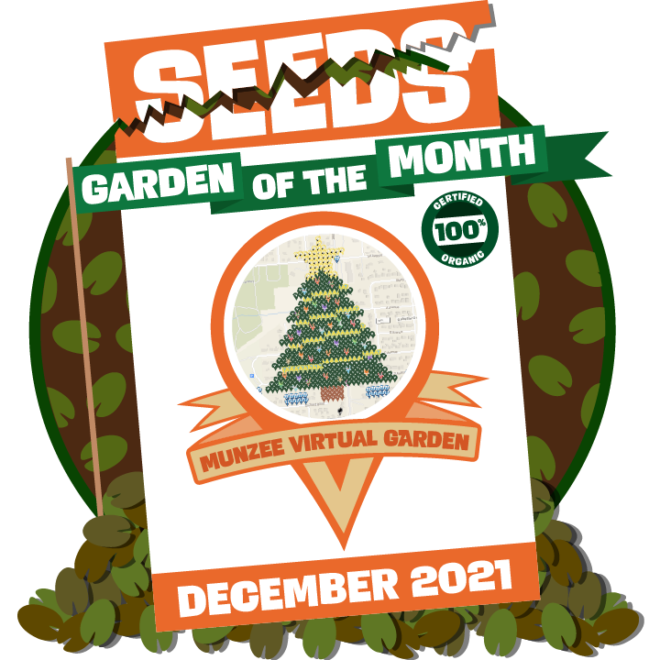 SEEDS
GARDEN OF THE MONTH
CERTIFIED
100%
ORGANIC
MUNZEE VIRTUAL GARDEN
DECEMBER 2021